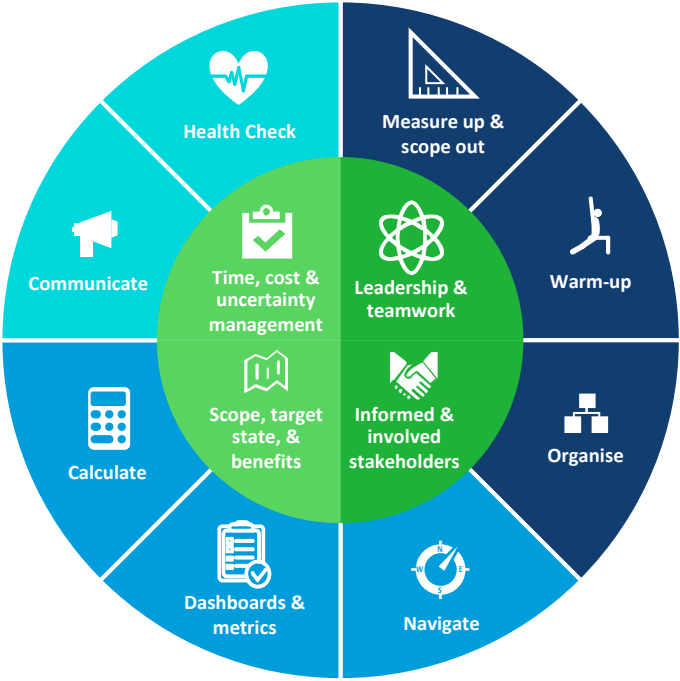 Health Check
Measure up &
scope out
Warm-up
Organise
Navigate
N
W
E
S
Dashboards &
metrics
Calculate
Communicate
Time, cost &
uncertainty
management
Leadership &
teamwork
Scope, target
state, &
benefits
Informed &
involved
stakeholders